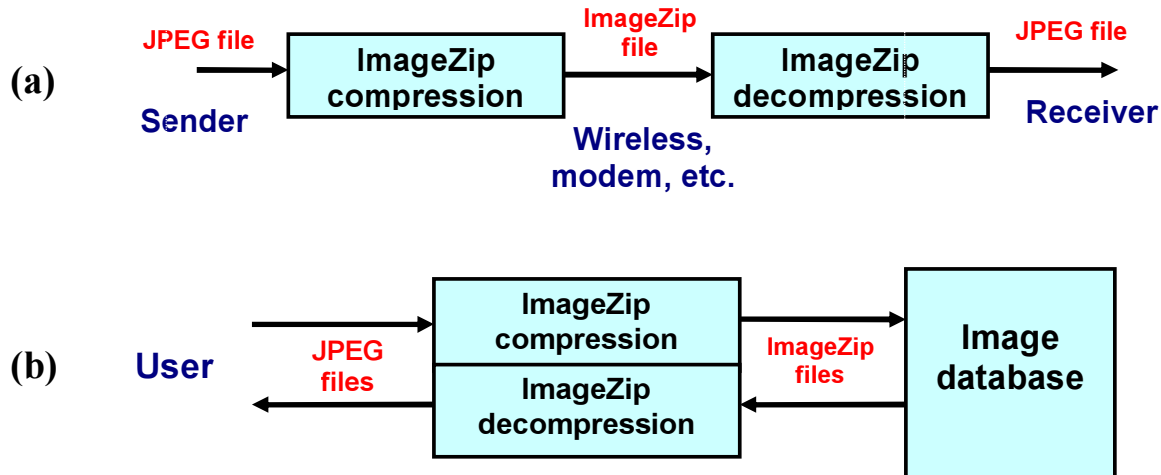 (a)
JPEG file
Sender
ImageZip
compression
ImageZip
file
Wireless,
modem, etc.
ImageZip
decompression
JPEG file
Receiver
(b)
User
JPEG
files
ImageZip
compression
ImageZip
decompression
ImageZip
files
Image
database